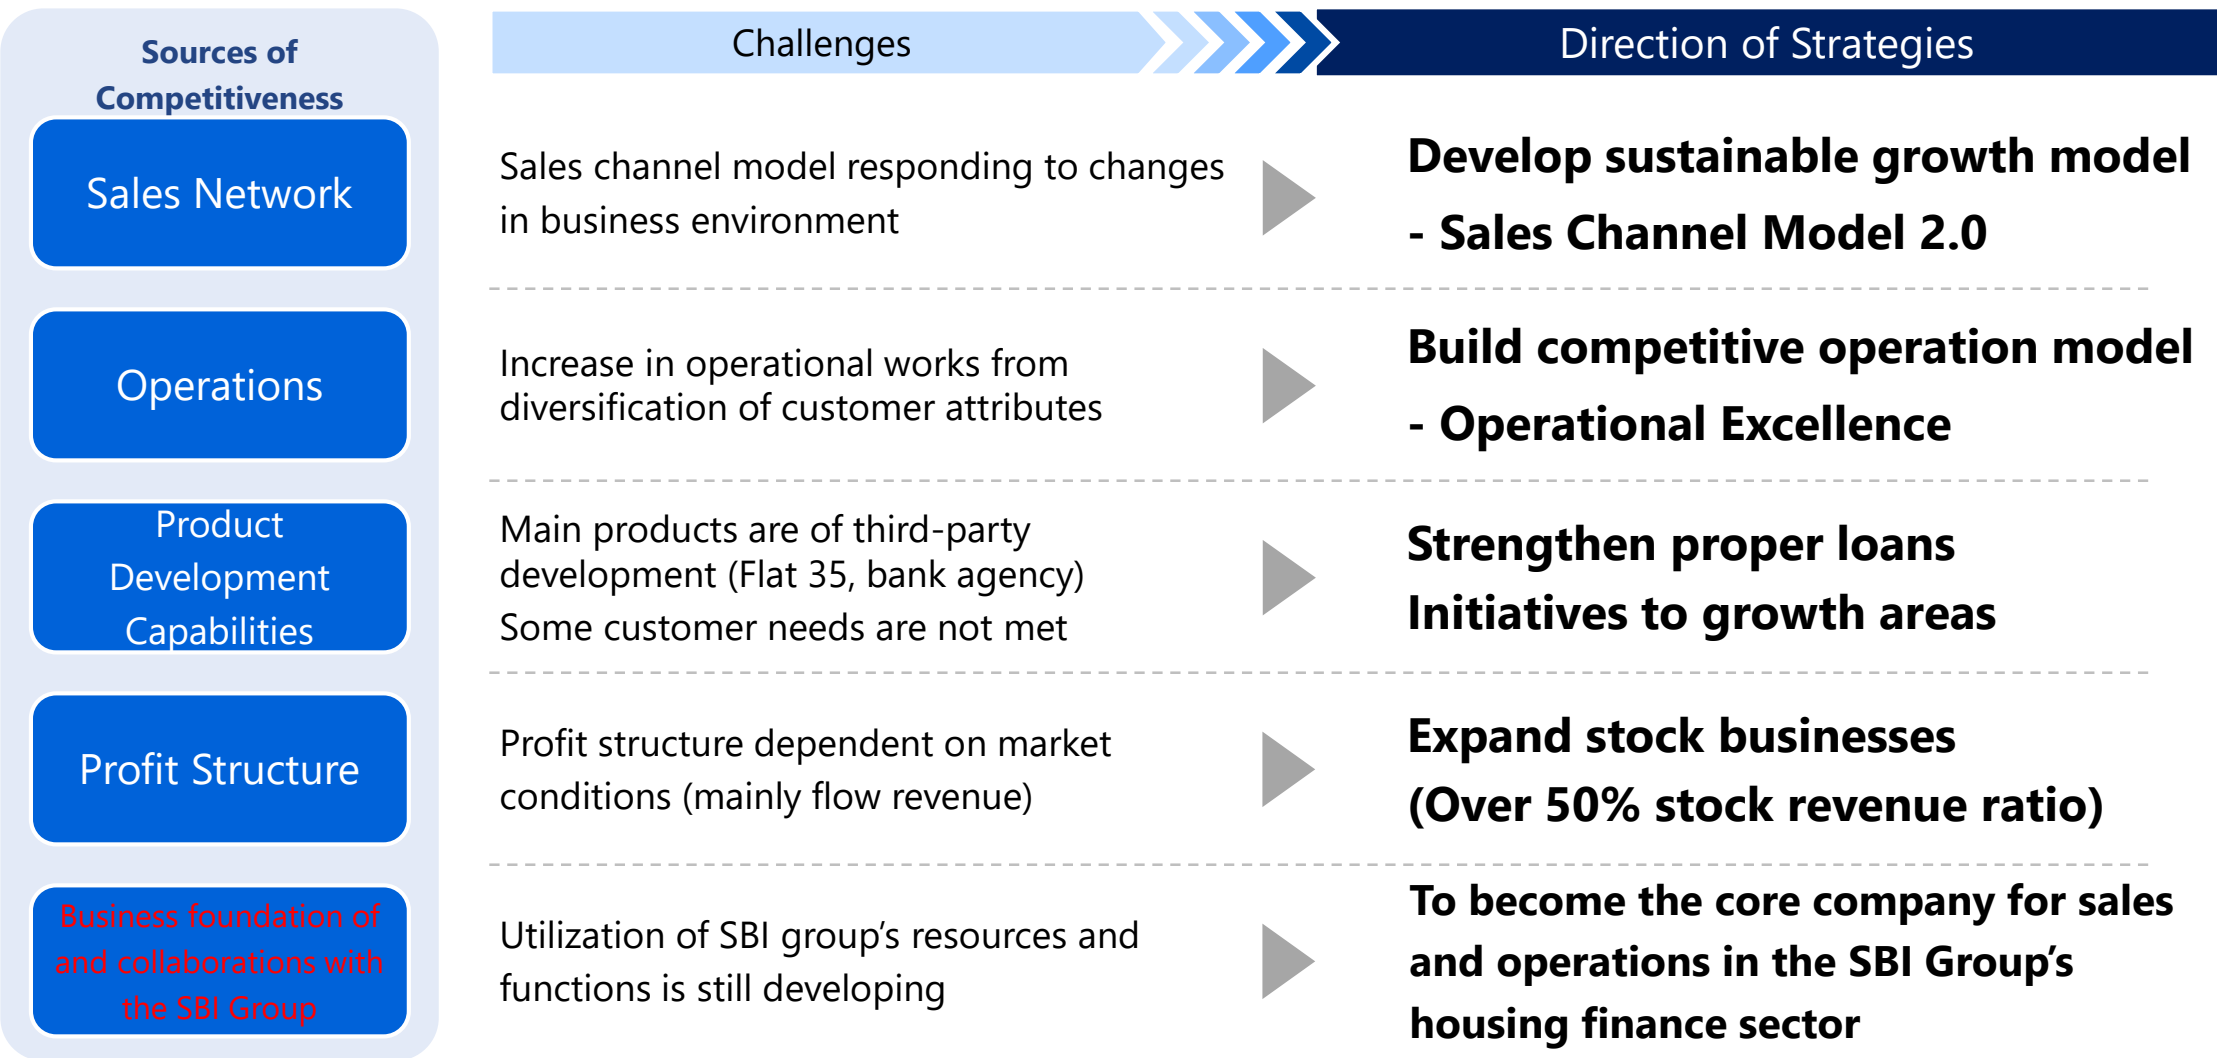 Sources of
Competitiveness
Challenges
Direction of Strategies
Sales Network
Sales channel model responding to changes
in business environment
Develop sustainable growth model
- Sales Channel Model 2.0
Operations
Increase in operational works from
diversification of customer attributes
Build competitive operation model
- Operational Excellence
Product
Development
Capabilities
Main products are of third-party
development (Flat 35, bank agency)
Some customer needs are not met
Strengthen proper loans
Initiatives to growth areas
Profit Structure
Profit structure dependent on market
conditions (mainly flow revenue)
Expand stock businesses
(Over 50% stock revenue ratio)
Business foundation of
and collaborations with
the SBI Group
Utilization of SBI group’s resources and
functions is still developing
To become the core company for sales
and operations in the SBI Group’s
housing finance sector